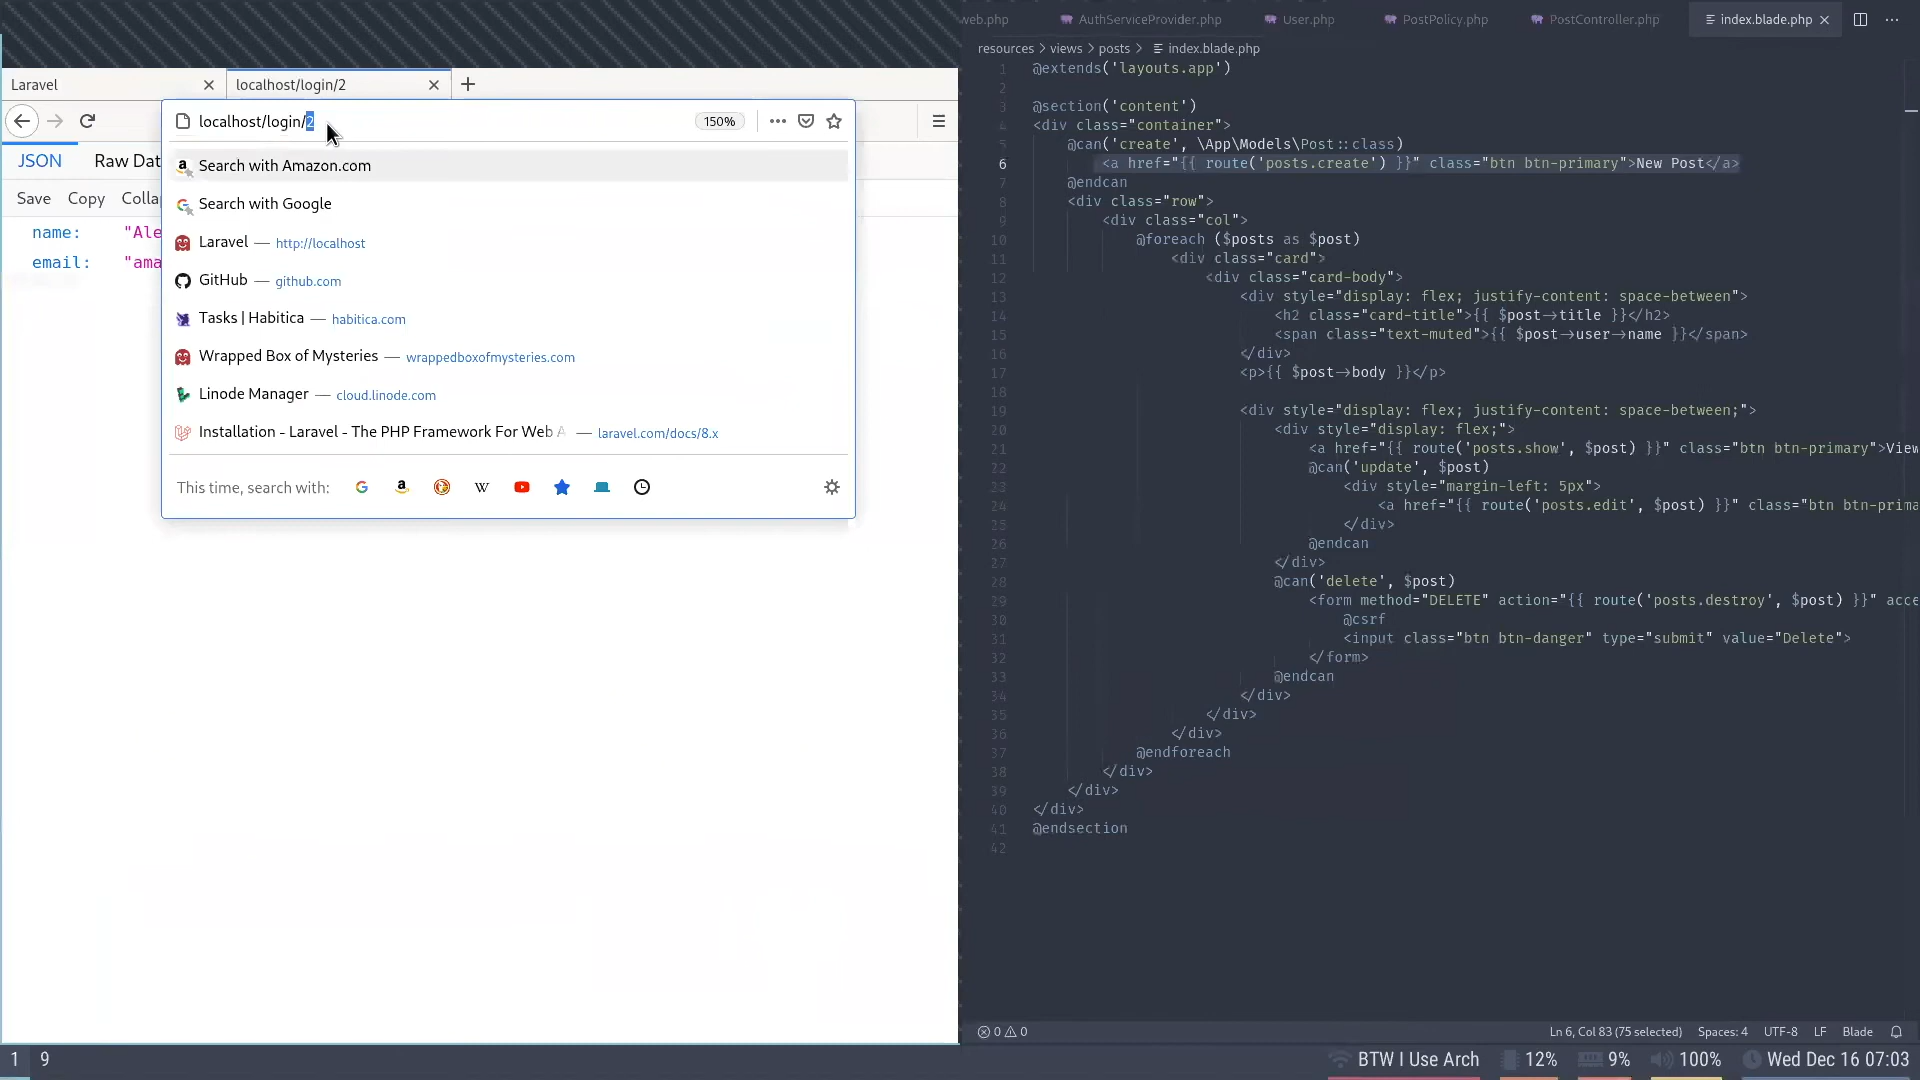 Laravel
localhost/login/2
localhost/login/2
150%
JSON
Raw Dat
Save
Copy
Colla
name:
"Ale
email:
"ama
Search with Amazon.com
Search with Google
Laravel — http://localhost
GitHub — github.com
Tasks | Habitica — habitica.com
Wrapped Box of Mysteries — wrappedboxofmysteries.com
Linode Manager — cloud.linode.com
Installation - Laravel - The PHP Framework For Web A — laravel.com/docs/8.x
This time, search with:
web.php
AuthServiceProvider.php
User.php
PostPolicy.php
PostController.php
index.blade.php
resources > views > posts > index.blade.php
1 @extends('layouts.app')
2
3 @section('content')
4 <div class="container">
5 @can('create', \App\Models\Post::class)
6 <a href="{{ route('posts.create') }}" class="btn btn-primary">New Post</a>
7 @endcan
8 <div class="row">
9 <div class="col">
10 @foreach ($posts as $post)
11 <div class="card">
12 <div class="card-body">
13 <div style="display: flex; justify-content: space-between">
14 <h2 class="card-title">{{ $post->title }}</h2>
15 <span class="text-muted">{{ $post->user->name }}</span>
16 </div>
17 <p>{{ $post->body }}</p>
18
19 <div style="display: flex; justify-content: space-between;">
20 <div style="display: flex;">
21 <a href="{{ route('posts.show', $post) }}" class="btn btn-primary">View
22 @can('update', $post)
23 <div style="margin-left: 5px">
24 <a href="{{ route('posts.edit', $post) }}" class="btn btn-prima
25 </div>
26 @endcan
27 </div>
28 @can('delete', $post)
29 <form method="DELETE" action="{{ route('posts.destroy', $post) }}" acce
30 @csrf
31 <input class="btn btn-danger" type="submit" value="Delete">
32 </form>
33 @endcan
34 </div>
35 </div>
36 </div>
37 @endforeach
38 </div>
39 </div>
40 </div>
41 @endsection
42
0 0
Ln 6, Col 83 (75 selected)
Spaces: 4
UTF-8
LF
Blade
1 9
BTW I Use Arch
12%
9%
100%
Wed Dec 16 07:03